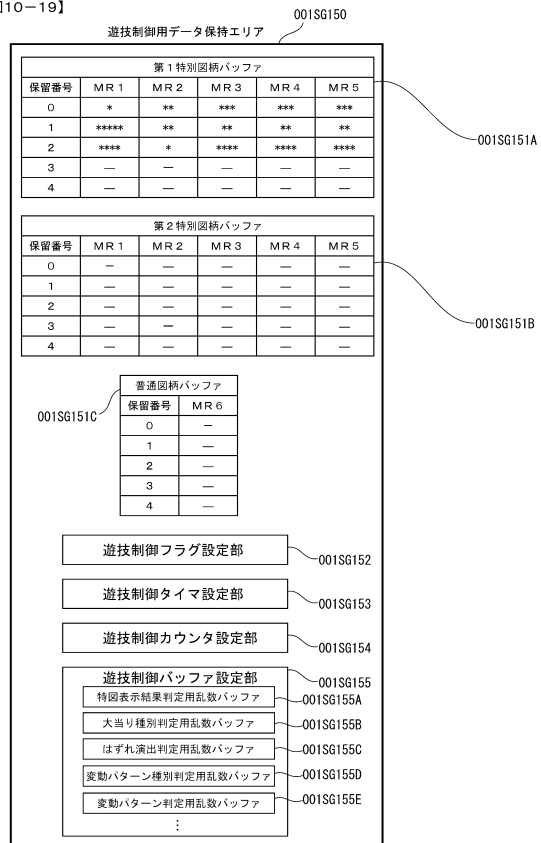 図10-19】
001SG150
遊技制御用データ保持エリア
第1特別図柄バッファ
保留番号 MR1 MR2 MR3 MR4 MR5
0 * ** *** *** ***
1 ***** ** ** ** **
2 **** * **** **** ****
3 — — — — —
4 — — — — —
001SG151A
第2特別図柄バッファ
保留番号 MR1 MR2 MR3 MR4 MR5
0 — — — — —
1 — — — — —
2 — — — — —
3 — — — — —
4 — — — — —
001SG151B
普通図柄バッファ
保留番号 MR6
0 —
1 —
2 —
3 —
4 —
001SG151C
遊技制御フラグ設定部
001SG152
遊技制御タイマ設定部
001SG153
遊技制御カウンタ設定部
001SG154
遊技制御バッファ設定部
001SG155
特図表示結果判定用乱数バッファ
001SG155A
大当り種別判定用乱数バッファ
001SG155B
はずれ演出判定用乱数バッファ
001SG155C
変動パターン種別判定用乱数バッファ
001SG155D
変動パターン判定用乱数バッファ
001SG155E
⋮